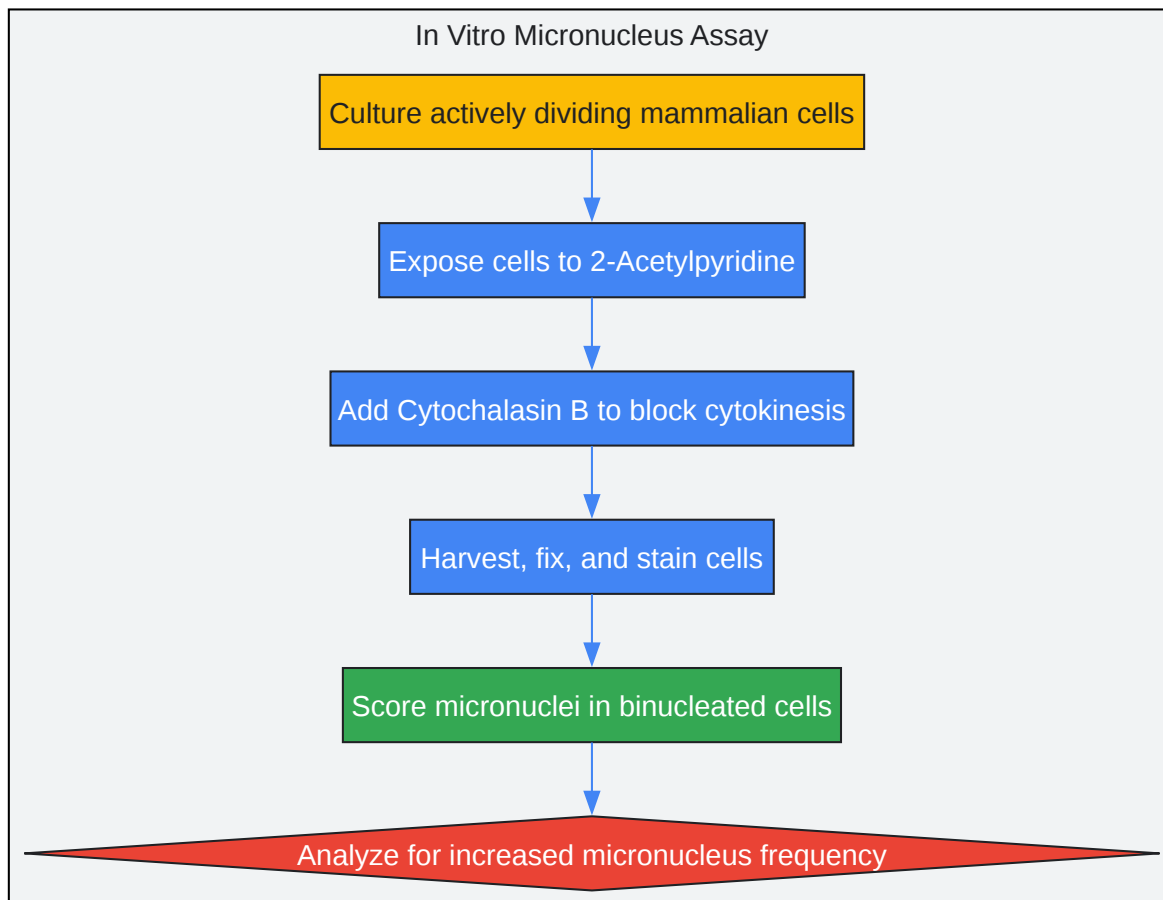 In Vitro Micronucleus Assay
Culture actively dividing mammalian cells
Expose cells to 2-Acetylpyridine
Add Cytochalasin B to block cytokinesis
Harvest, fix, and stain cells
Score micronuclei in binucleated cells
Analyze for increased micronucleus frequency